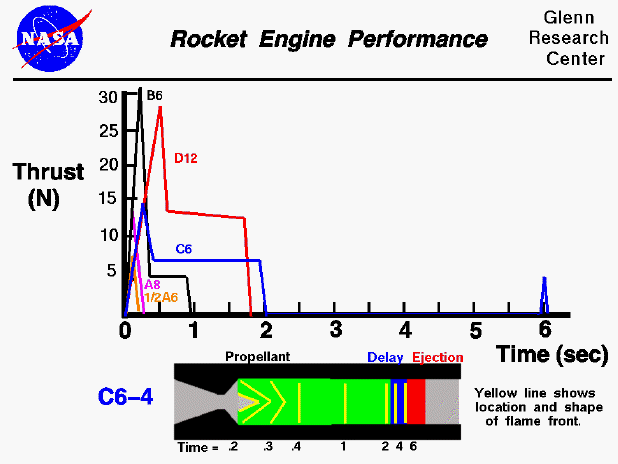 NASA
Rocket Engine Performance
Glenn
Research
Center
Thrust
(N)
30
25
20
15
10
5
B6
D12
C6
A8
1/2A6
0 1 2 3 4 5 6
Time (sec)
Propellant Delay Ejection
C6-4
Time = .2 .3 .4 1 2 4 6
Yellow line shows
location and shape
of flame front.